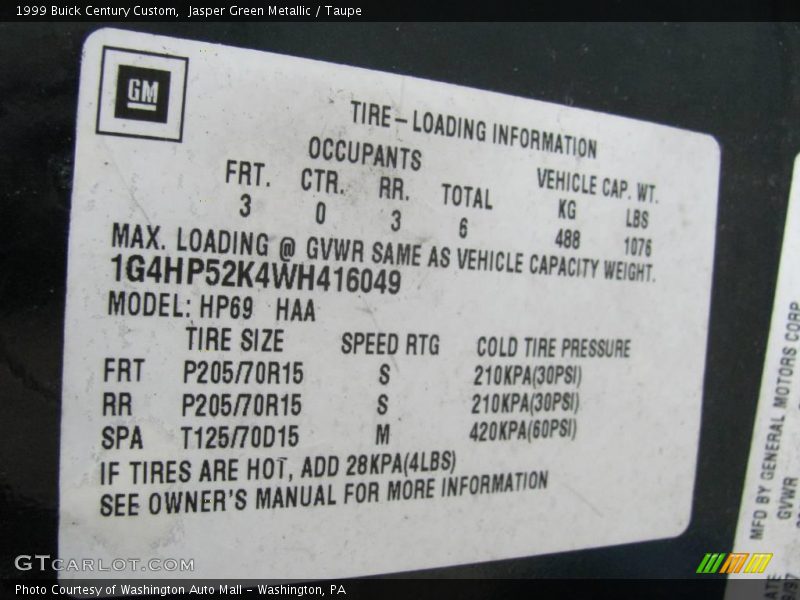 1999 Buick Century Custom, Jasper Green Metallic / Taupe
GM
TIRE-LOADING INFORMATION
OCCUPANTS
VEHICLE CAP. WT.
FRT. CTR. RR. TOTAL KG LBS
3 0 3 6 488 1076
MAX. LOADING @ GVWR SAME AS VEHICLE CAPACITY WEIGHT.
1G4HP52K4WH416049
MODEL: HP69 HAA
TIRE SIZE SPEED RTG COLD TIRE PRESSURE
FRT P205/70R15 S 210KPA(30PSI)
RR P205/70R15 S 210KPA(30PSI)
SPA T125/70D15 M 420KPA(60PSI)
IF TIRES ARE HOT, ADD 28KPA(4LBS)
SEE OWNER'S MANUAL FOR MORE INFORMATION
MFD BY GENERAL MOTORS CORP
GVWR
GTCARLOT.COM
Photo Courtesy of Washington Auto Mall - Washington, PA